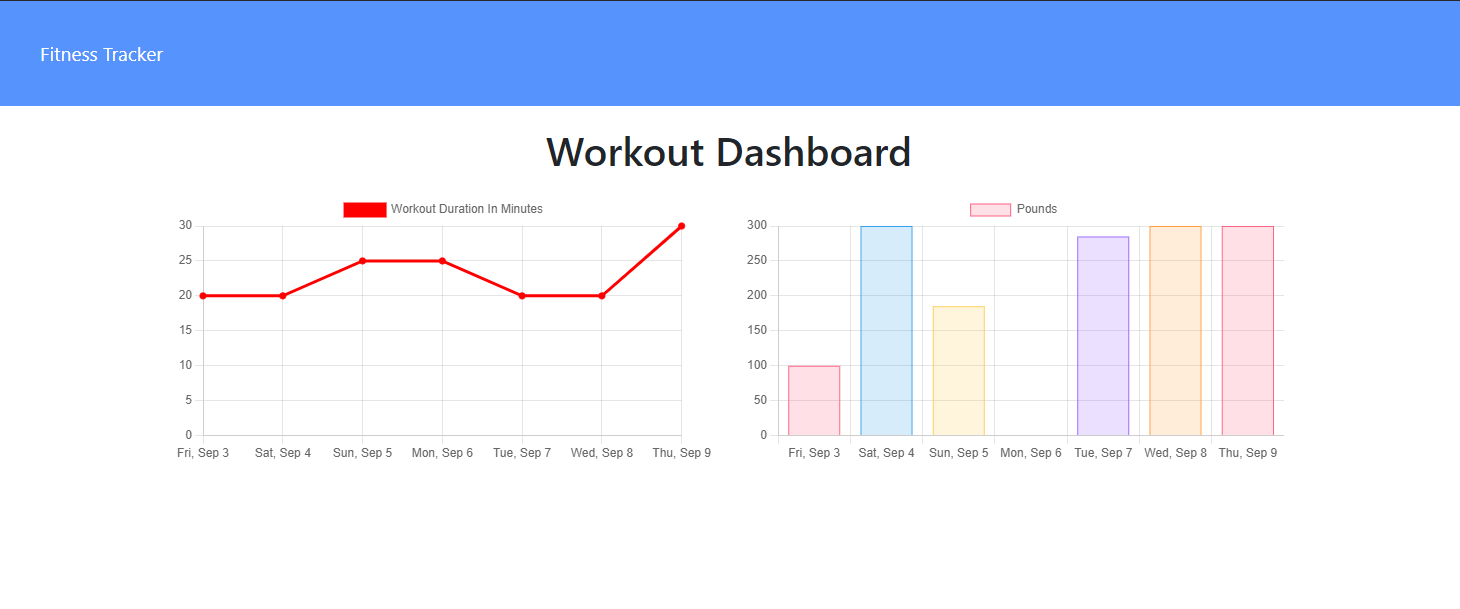 Fitness Tracker
Workout Dashboard
Workout Duration In Minutes
30
25
20
15
10
5
0
Fri, Sep 3 Sat, Sep 4 Sun, Sep 5 Mon, Sep 6 Tue, Sep 7 Wed, Sep 8 Thu, Sep 9
Pounds
300
250
200
150
100
50
0
Fri, Sep 3 Sat, Sep 4 Sun, Sep 5 Mon, Sep 6 Tue, Sep 7 Wed, Sep 8 Thu, Sep 9